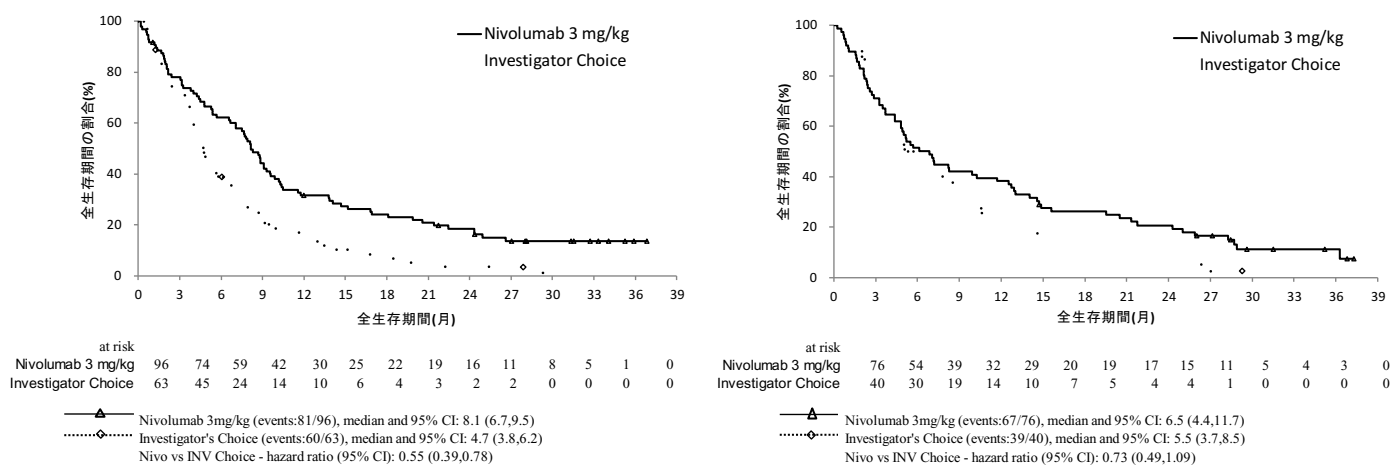 100
80
60
40
20
0
全生存期間の割合(%)
Nivolumab 3 mg/kg
Investigator Choice
0 3 6 9 12 15 18 21 24 27 30 33 36 39
全生存期間(月)
at risk
Nivolumab 3 mg/kg 96 74 59 42 30 25 22 19 16 11 8 5 1 0
Investigator Choice 63 45 24 14 10 6 4 3 2 2 0 0 0 0
Nivolumab 3mg/kg (events:81/96), median and 95% CI: 8.1 (6.7,9.5)
Investigator's Choice (events:60/63), median and 95% CI: 4.7 (3.8,6.2)
Nivo vs INV Choice - hazard ratio (95% CI): 0.55 (0.39,0.78)
100
80
60
40
20
0
全生存期間の割合(%)
Nivolumab 3 mg/kg
Investigator Choice
0 3 6 9 12 15 18 21 24 27 30 33 36 39
全生存期間(月)
at risk
Nivolumab 3 mg/kg 76 54 39 32 29 20 19 17 15 11 5 4 3 0
Investigator Choice 40 30 19 14 10 7 5 4 4 1 0 0 0 0
Nivolumab 3mg/kg (events:67/76), median and 95% CI: 6.5 (4.4,11.7)
Investigator's Choice (events:39/40), median and 95% CI: 5.5 (3.7,8.5)
Nivo vs INV Choice - hazard ratio (95% CI): 0.73 (0.49,1.09)